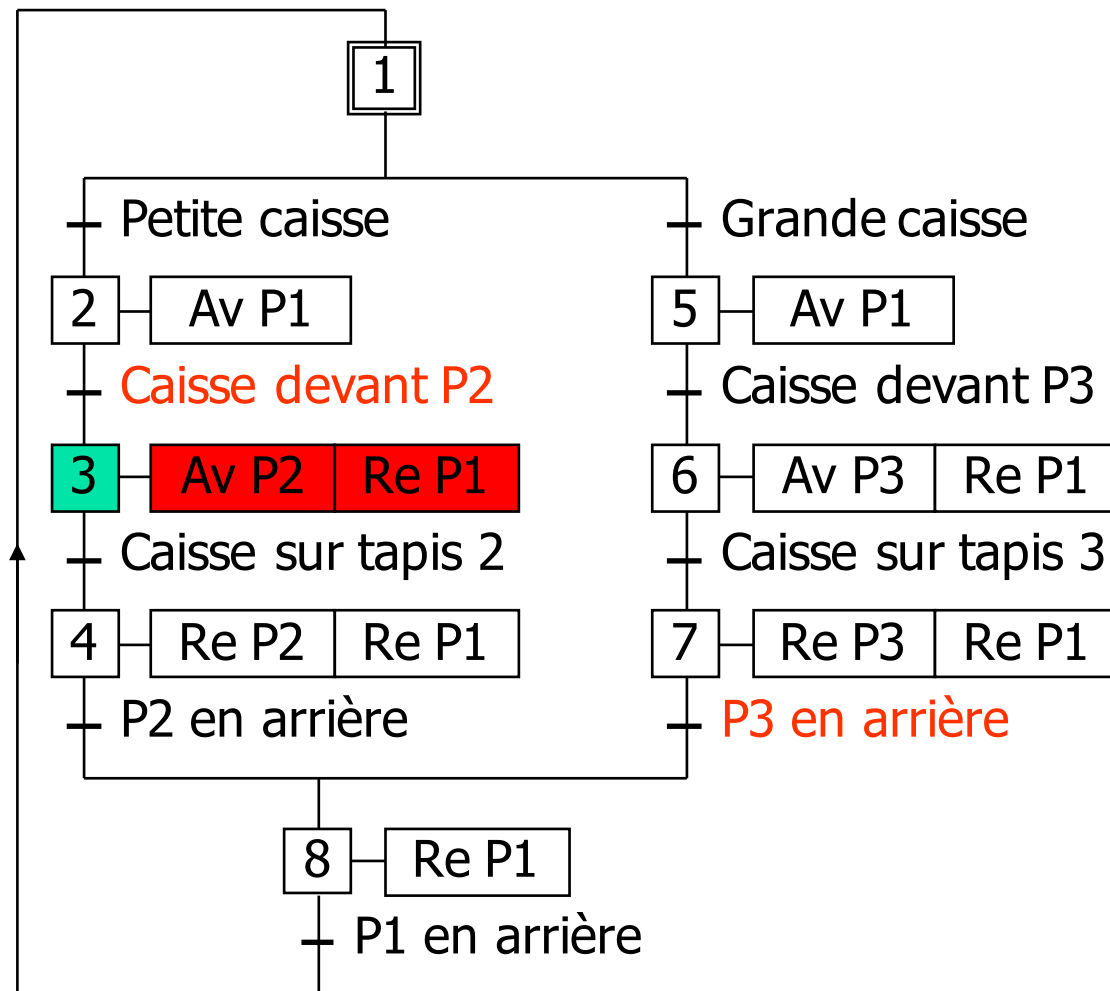 1
Petite caisse
Grande caisse
2
Av P1
5
Av P1
Caisse devant P2
Caisse devant P3
3
Av P2
Re P1
6
Av P3
Re P1
Caisse sur tapis 2
Caisse sur tapis 3
4
Re P2
Re P1
7
Re P3
Re P1
P2 en arrière
P3 en arrière
8
Re P1
P1 en arrière